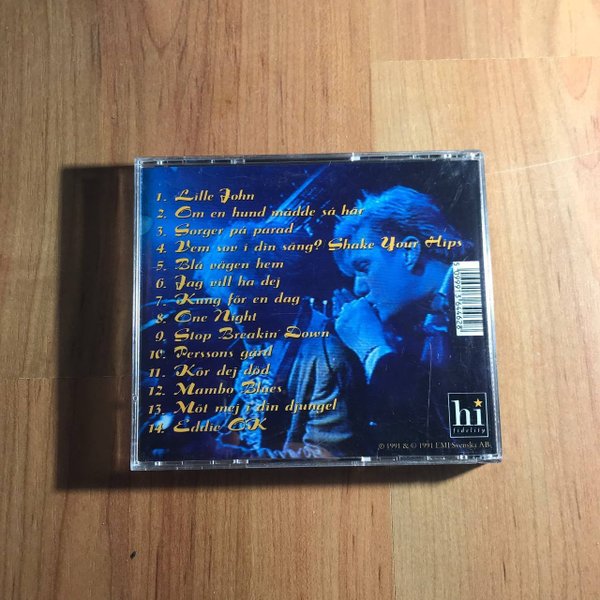 1. Lille John
2. Om en hund mådde så här
3. Sorger på parad
4. Vem sov i din säng? Shake Your Hips
5. Blå vägen hem
6. Jag vill ha dej
7. Kung för en dag
8. One Night
9. Stop Breakin' Down
10. Perssons gård
11. Kör dej död
12. Mambo Blues
13. Möt mej i din djungel
14. Eddie OK
hi
fidelity
℗ 1991 & © 1991 EMI Svenska AB.